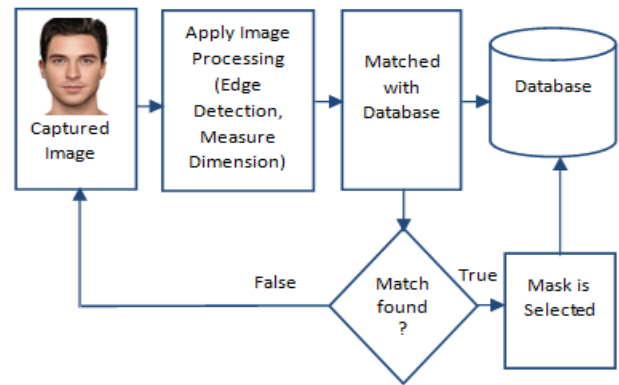 Captured
Image
Apply Image
Processing
(Edge
Detection,
Measure
Dimension)
Matched
with
Database
Database
False
Match
found
?
True
Mask is
Selected